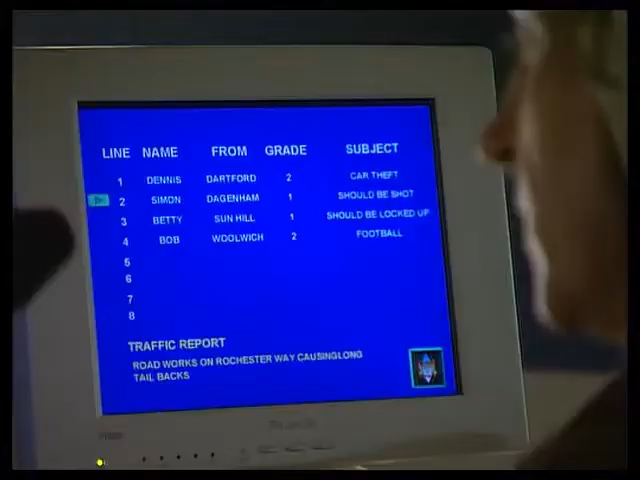 LINE NAME FROM GRADE SUBJECT
1 DENNIS DARTFORD 2 CAR THEFT
2 SIMON DAGENHAM 1 SHOULD BE SHOT
3 BETTY SUN HILL 1 SHOULD BE LOCKED UP
4 BOB WOOLWICH 2 FOOTBALL
5
6
7
8
TRAFFIC REPORT
ROAD WORKS ON ROCHESTER WAY CAUSINGLONG
TAIL BACKS